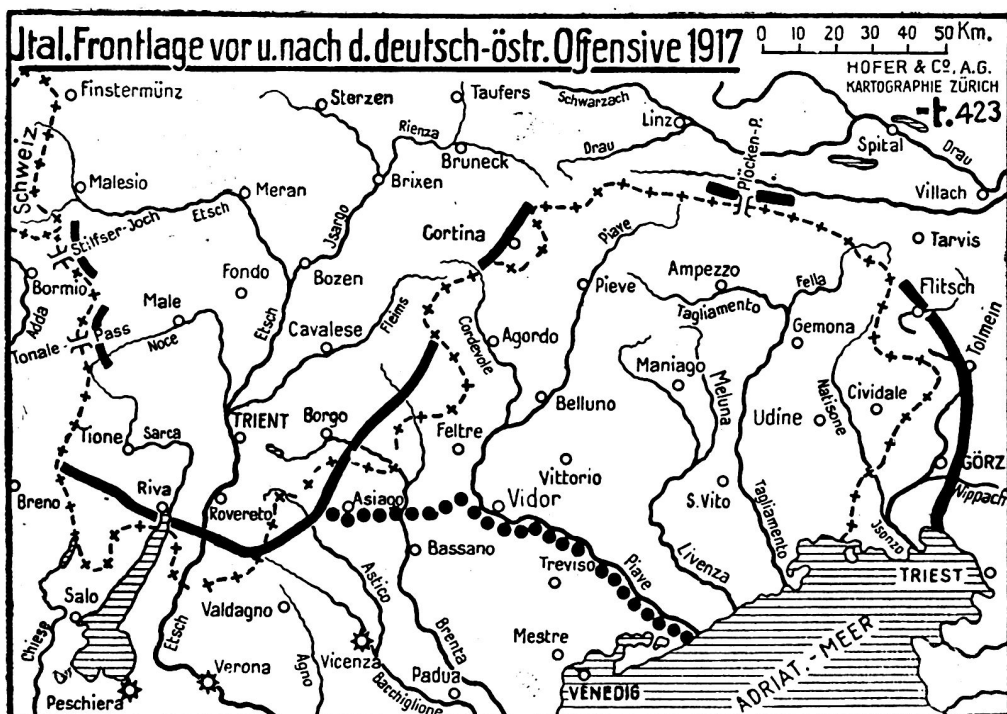 Jtal.Frontlage vor u.nach d.deutsch-östr.Offensive 1917
0 10 20 30 40 50 Km.
HOFER & CO. A.G.
KARTOGRAPHIE ZÜRICH
-t.423
Finstermünz
Sterzen
Taufers
Schwarzach
Linz
Drau
Spital
Drau
Schweiz
Rienza
Bruneck
Plöcken-P.
Villach
Malesio
Meran
Brixen
Etsch
Stilfser-Joch
Jsargo
Cortina
Piave
Tarvis
Bormio
Fondo
Bozen
Ampezzo
Fella
Flitsch
Adda
Male
Etsch
Cavalese
Fleims
Pieve
Tagliamento
Gemona
Tonale Pass
Noce
Cordevole
Agordo
Maniago
Tolmein
Meluna
Natisone
Cividale
Tione
Sarca
TRIENT
Borgo
Feltre
Belluno
Udine
GÖRZ
Breno
Riva
Rovereto
Asiago
Vidor
Vittorio
S.Vito
Tagliamento
Nippach
Jsonzo
Bassano
Treviso
Piave
Livenza
TRIEST
Salo
Chiese
Valdagno
Astico
Etsch
Verona
Agno
Vicenza
Brenta
Mestre
Peschiera
Bacchiglione
Padua
VENEDIG
ADRIAT.-MEER